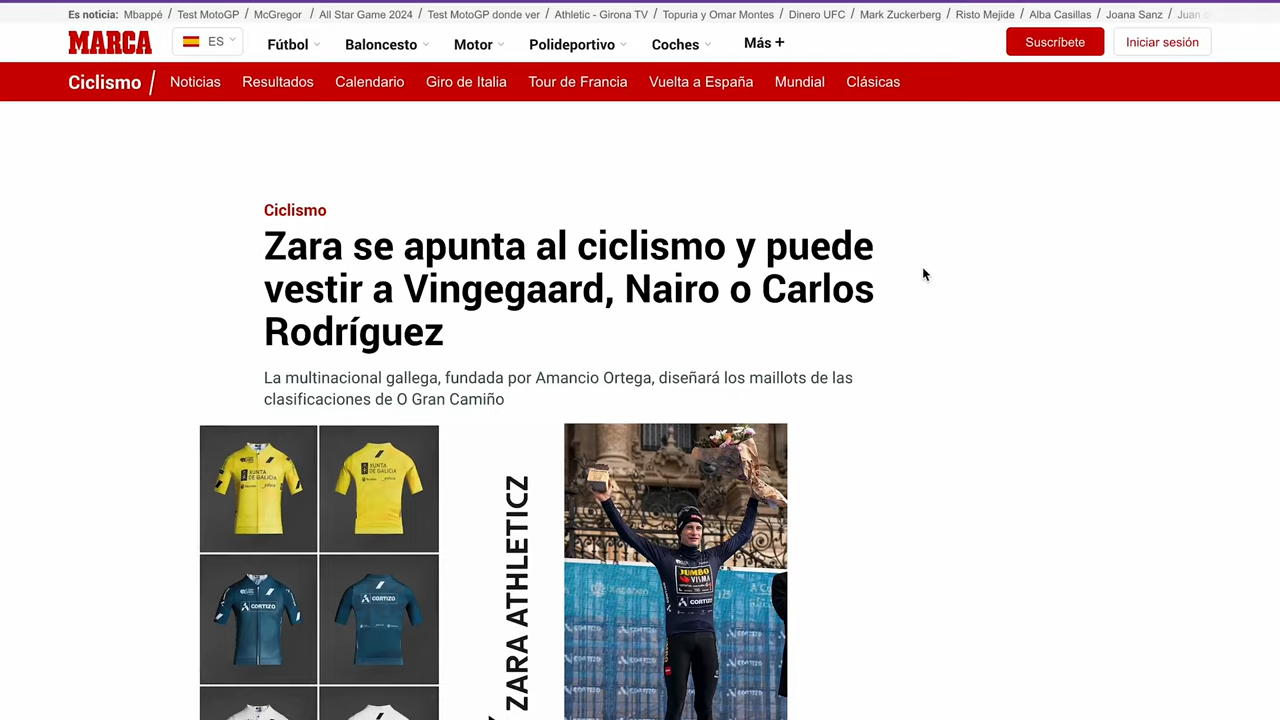 Es noticia: Mbappé / Test MotoGP / McGregor / All Star Game 2024 / Test MotoGP donde ver / Athletic - Girona TV / Topuria y Omar Montes / Dinero UFC / Mark Zuckerberg / Risto Mejide / Alba Casillas / Joana Sanz / Juan
MARCA ES Fútbol Baloncesto Motor Polideportivo Coches Más + Suscríbete Iniciar sesión
Ciclismo / Noticias Resultados Calendario Giro de Italia Tour de Francia Vuelta a España Mundial Clásicas
Ciclismo
Zara se apunta al ciclismo y puede
vestir a Vingegaard, Nairo o Carlos
Rodríguez
La multinacional gallega, fundada por Amancio Ortega, diseñará los maillots de las
clasificaciones de O Gran Camiño
XUNTA
DE GALICIA
XUNTA
DE GALICIA
CORTIZO
CORTIZO
ZARA ATHLETICZ
JUMBO
VISMA
CORTIZO